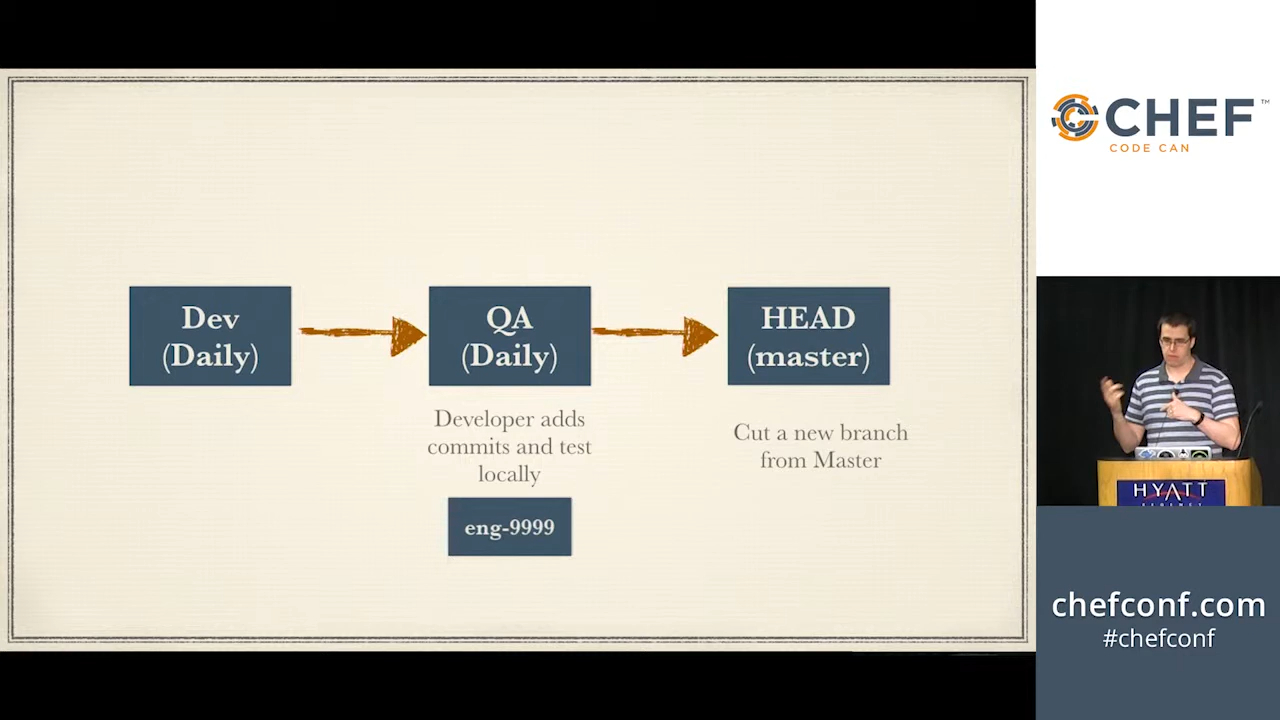 Dev
(Daily)
QA
(Daily)
HEAD
(master)
Developer adds
commits and test
locally
Cut a new branch
from Master
eng-9999
CHEF™
CODE CAN
HYATT
chefconf.com
#chefconf